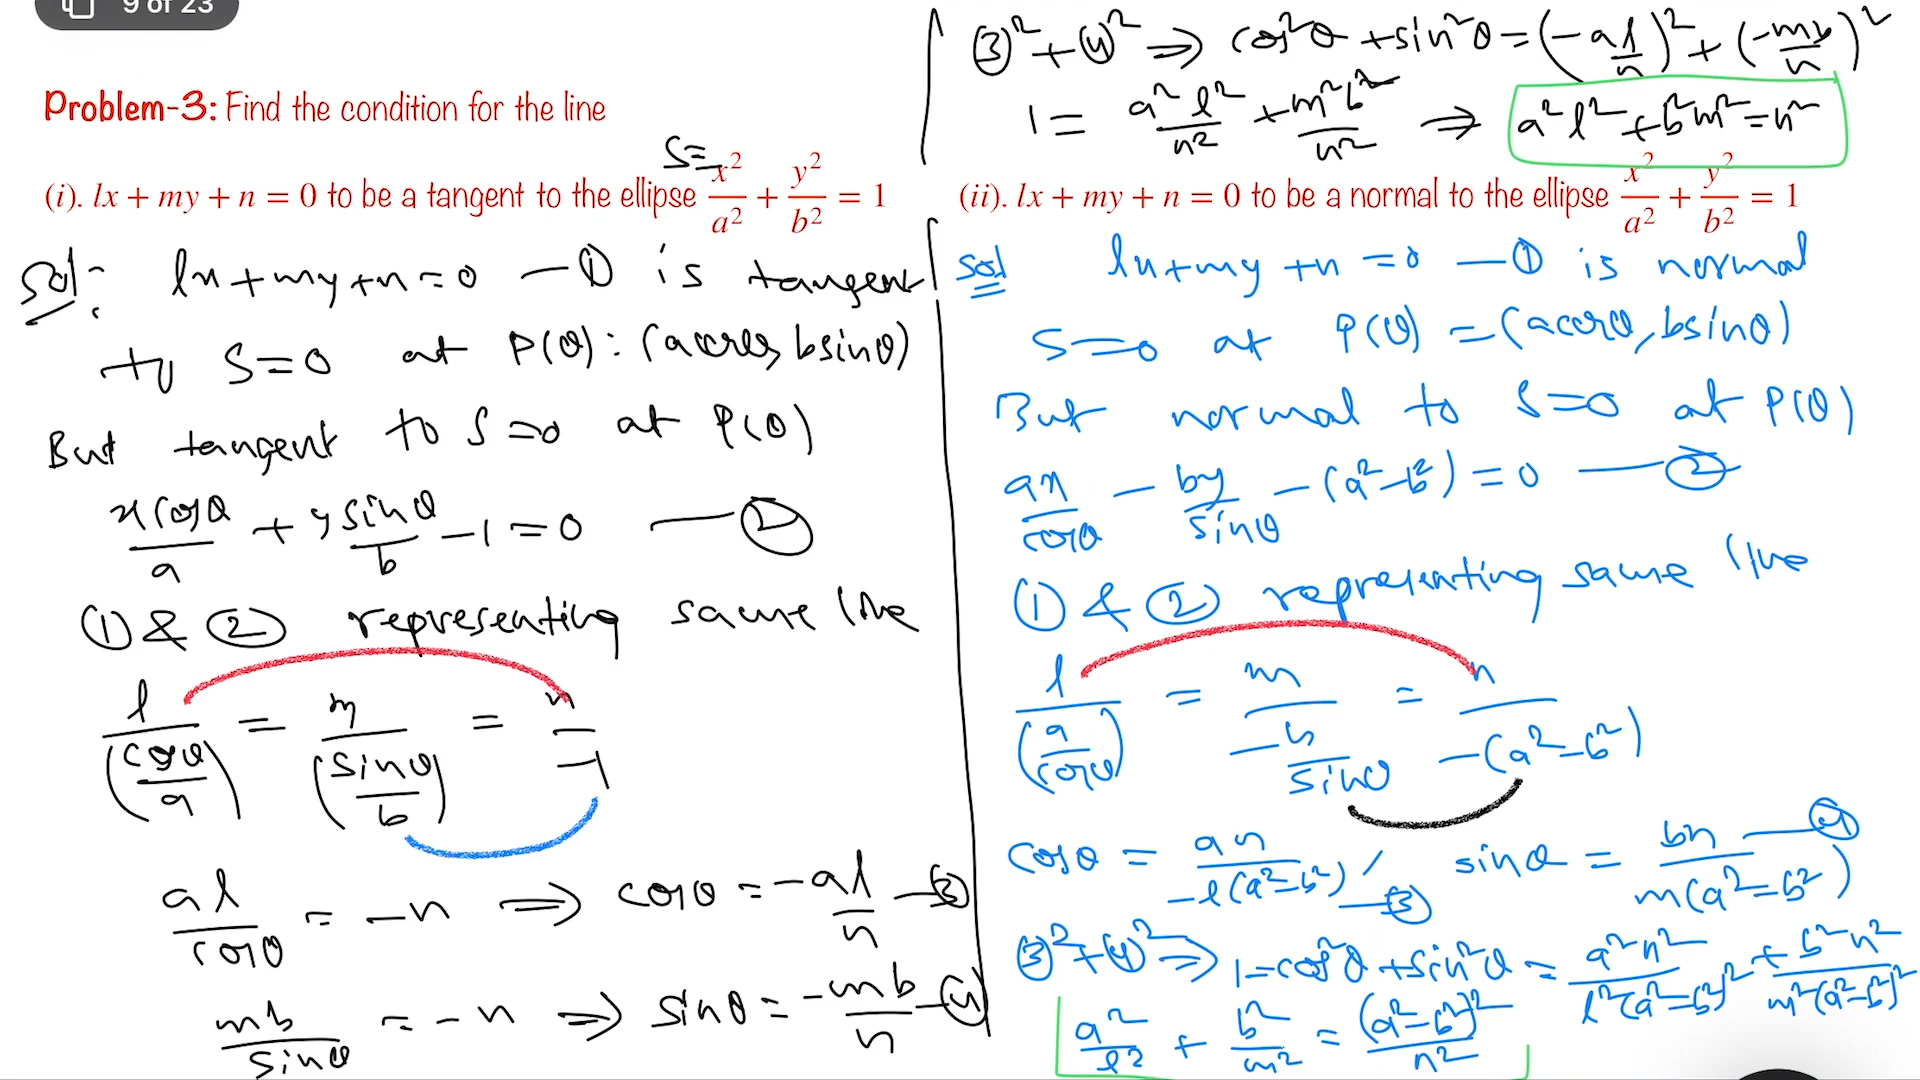 9 of 23
Problem-3: Find the condition for the line
(i). lx + my + n = 0 to be a tangent to the ellipse x²/a² + y²/b² = 1
S≡
Sol: lx+my+n=0 —① is tangent
to S=0 at P(θ): (acosθ, bsinθ)
But tangent to S=0 at P(θ)
xcosθ/a + ysinθ/b −1=0 —②
① & ② representing same line
l/(cosθ/a) = m/(sinθ/b) = n/−1
al/cosθ = −n ⇒ cosθ = −al/n —③
mb/sinθ = −n ⇒ sinθ = −mb/n —④
③²+④² ⇒ cos²θ+sin²θ=(−al/n)²+(−mb/n)²
1= a²l²/n² + m²b²/n² ⇒ a²l²+b²m²=n²
(ii). lx + my + n = 0 to be a normal to the ellipse x²/a² + y²/b² = 1
Sol lx+my+n=0 —① is normal
S=0 at P(θ) =(acosθ, bsinθ)
But normal to S=0 at P(θ)
ax/cosθ − by/sinθ −(a²−b²)=0 —②
① & ② representing same line
l/(a/cosθ) = m/−b/sinθ = n/−(a²−b²)
cosθ = an/−l(a²−b²) —③, sinθ = bn/m(a²−b²) —④
③²+④² ⇒ 1=cos²θ+sin²θ = a²n²/l²(a²−b²)² + b²n²/m²(a²−b²)²
a²/l² + b²/m² = (a²−b²)²/n²